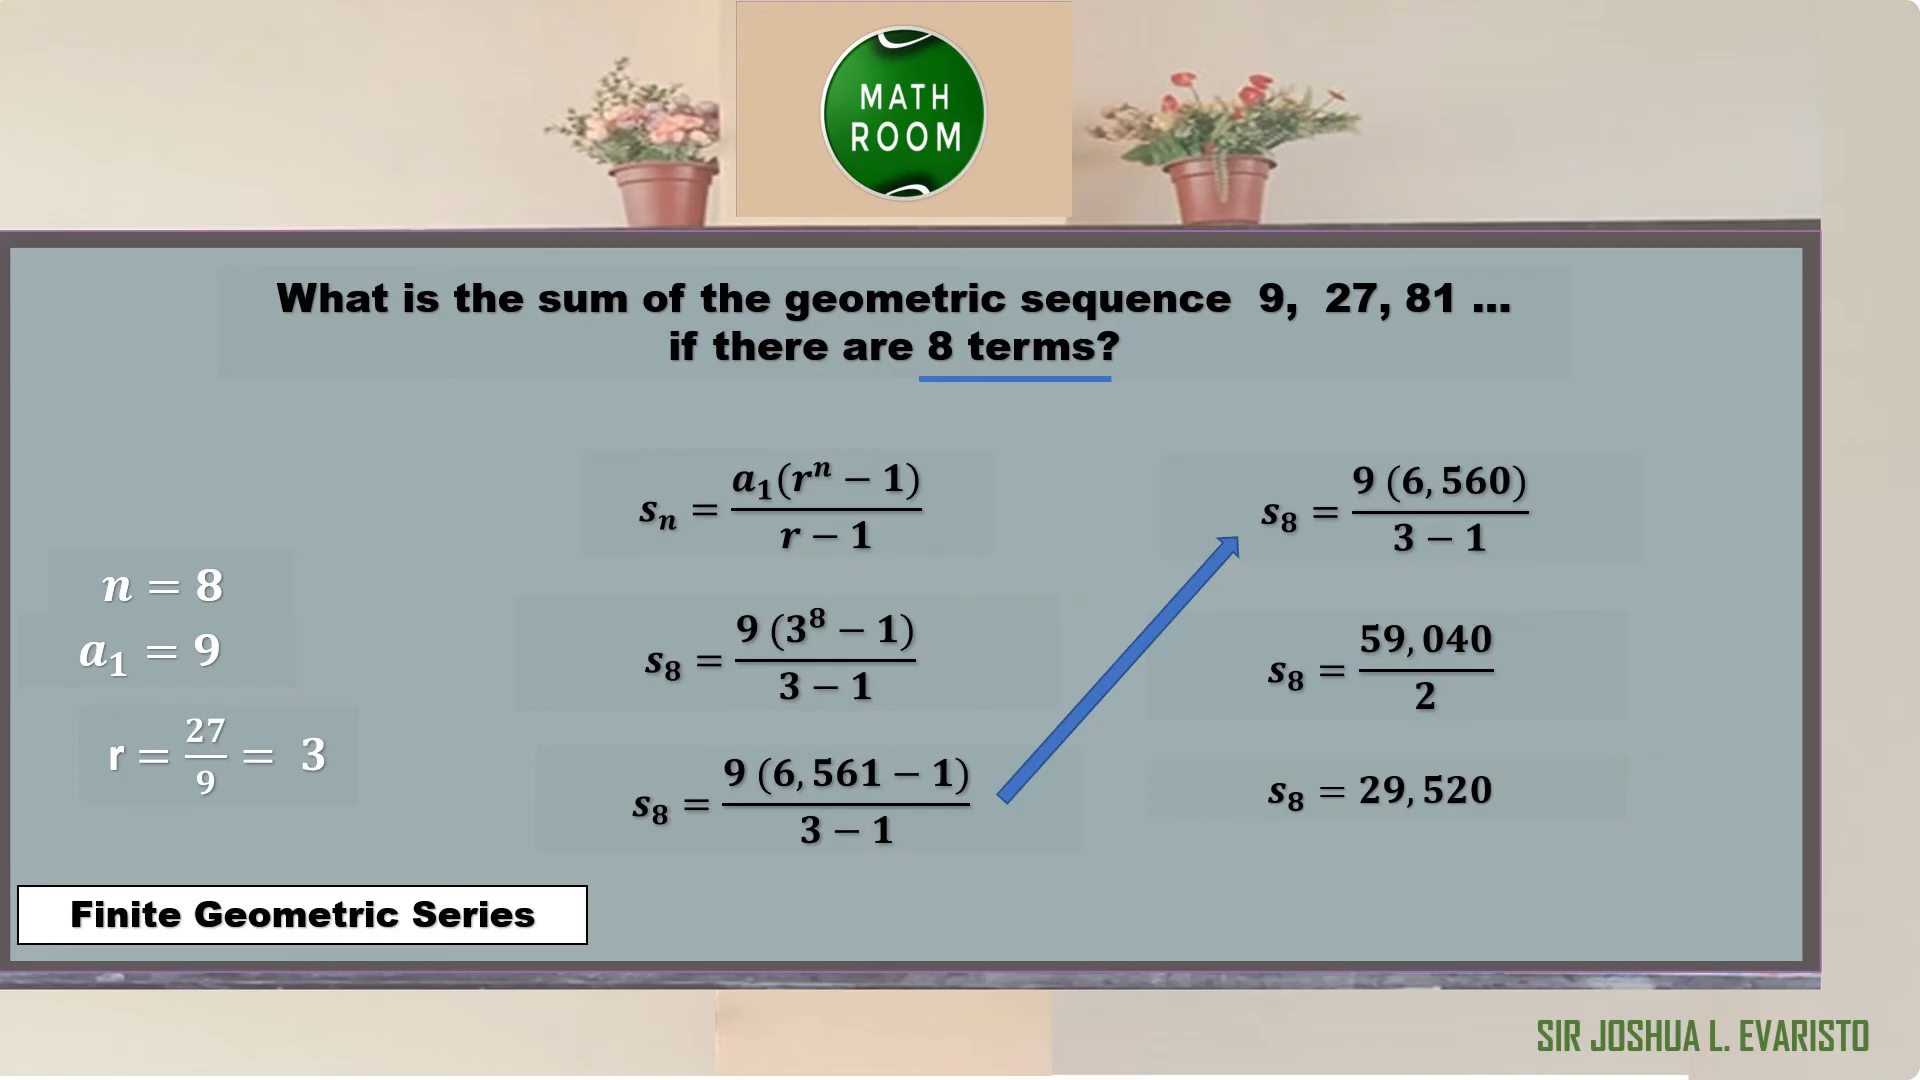 MATH
ROOM
What is the sum of the geometric sequence 9, 27, 81 ...
if there are 8 terms?
n = 8
a₁ = 9
r = 27/9 = 3
sₙ = a₁(rⁿ − 1) / r − 1
s₈ = 9 (3⁸ − 1) / 3 − 1
s₈ = 9 (6,561 − 1) / 3 − 1
s₈ = 9 (6,560) / 3 − 1
s₈ = 59,040 / 2
s₈ = 29,520
Finite Geometric Series
SIR JOSHUA L. EVARISTO